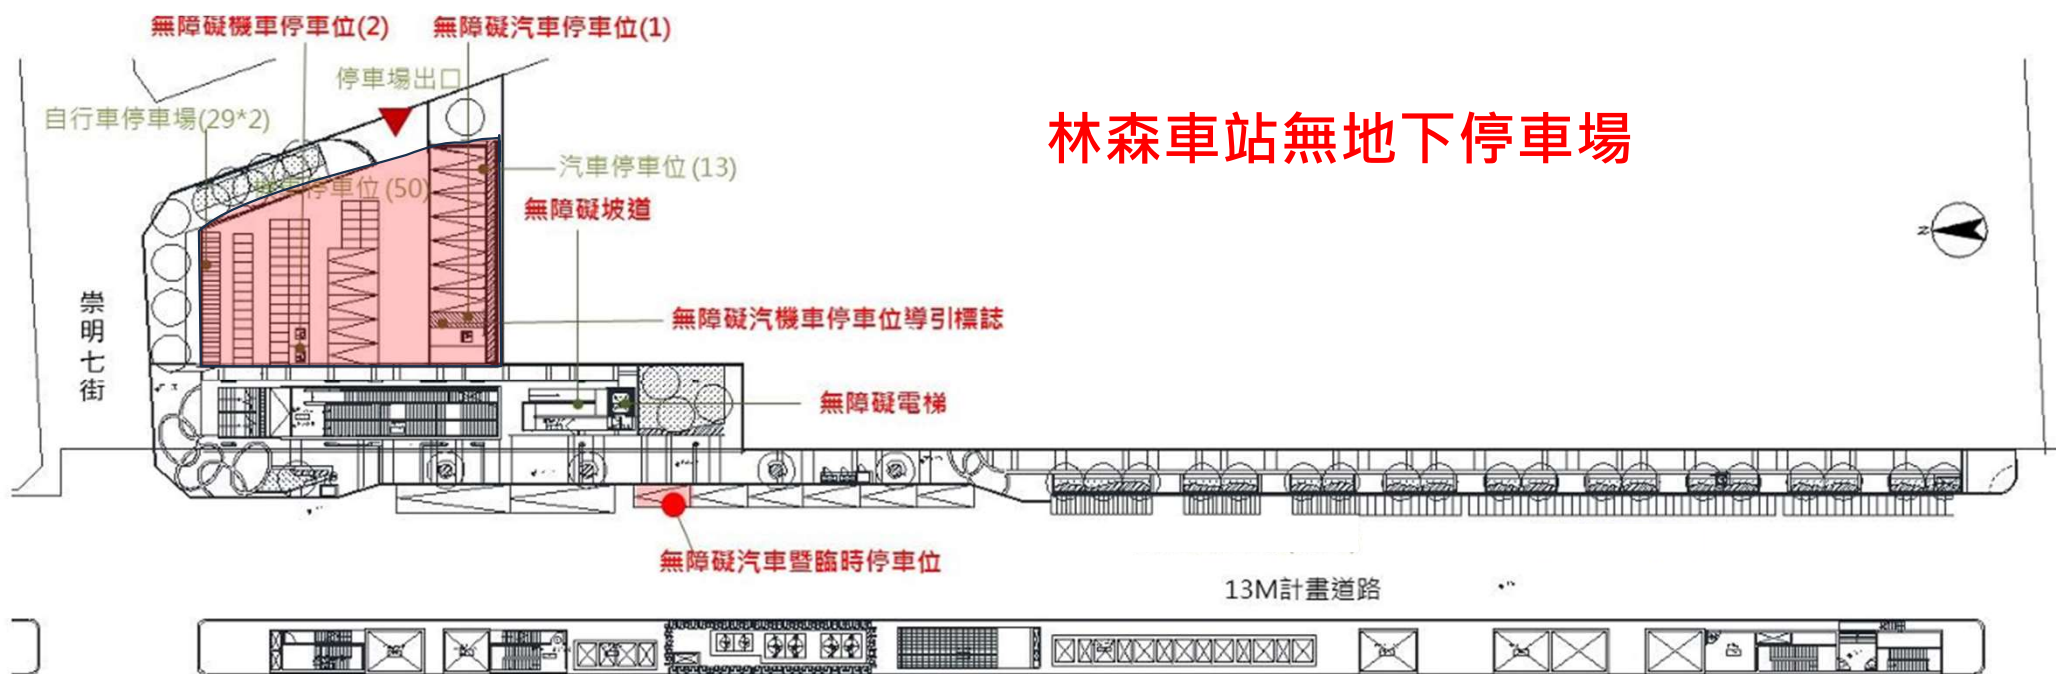 無障礙機車停車位(2)
無障礙汽車停車位(1)
停車場出口
自行車停車場(29*2)
林森車站無地下停車場
汽車停車位 (13)
停車位 (50)
無障礙坡道
N
崇明七街
無障礙汽機車停車位導引標誌
無障礙電梯
無障礙汽車暨臨時停車位
13M計畫道路